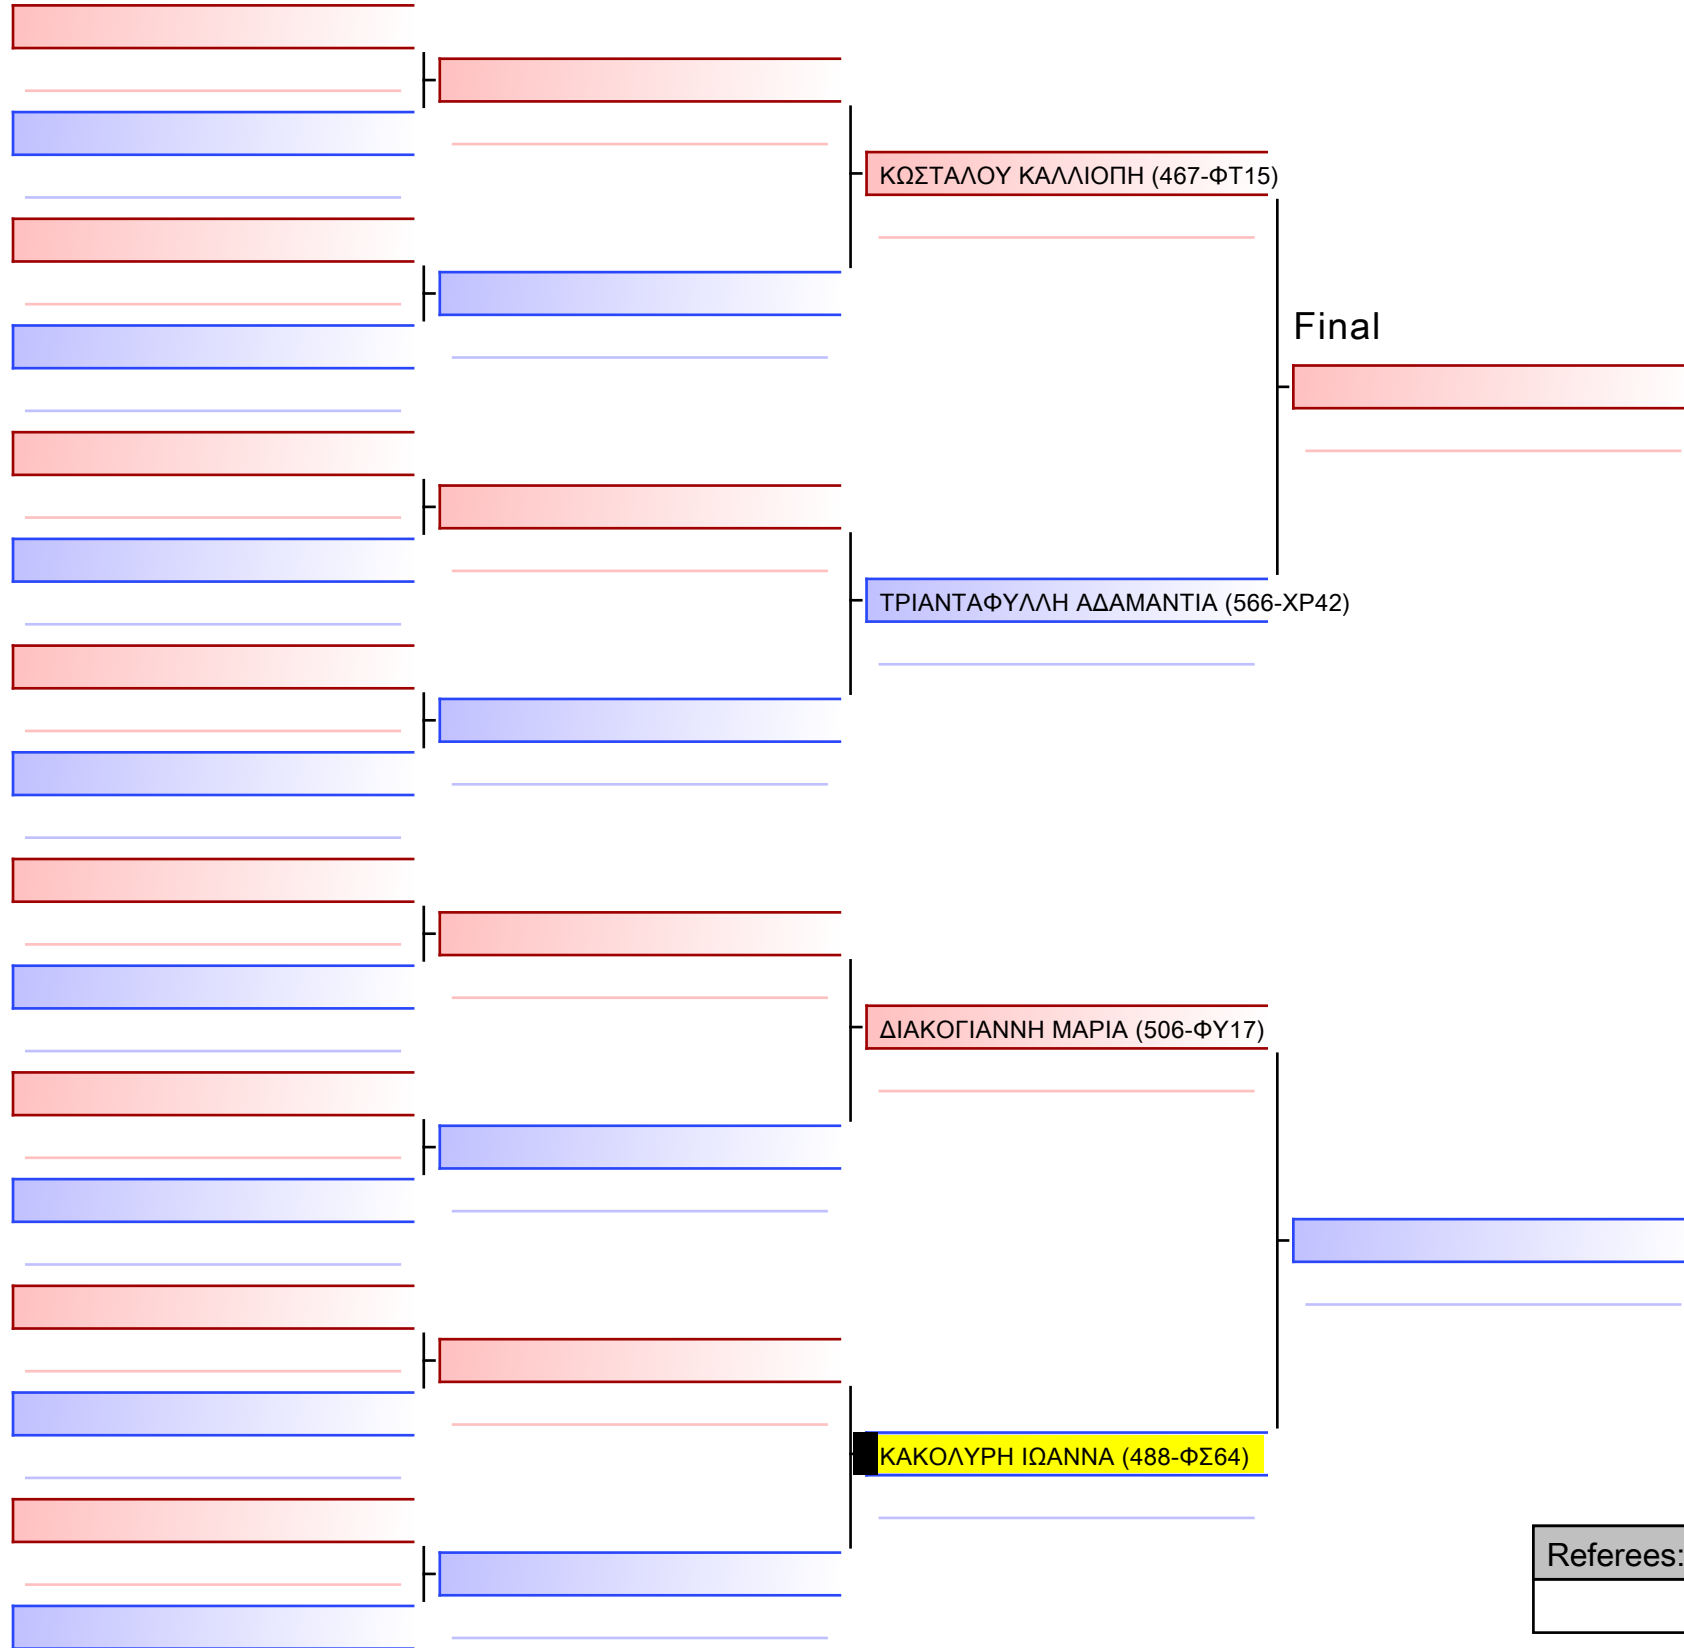 ΚΩΣΤΑΛΟΥ ΚΑΛΛΙΟΠΗ (467-ΦΤ15)
Final
ΤΡΙΑΝΤΑΦΥΛΛΗ ΑΔΑΜΑΝΤΙΑ (566-ΧΡ42)
ΔΙΑΚΟΓΙΑΝΝΗ ΜΑΡΙΑ (506-ΦΥ17)
ΚΑΚΟΛΥΡΗ ΙΩΑΝΝΑ (488-ΦΣ64)
Referees: